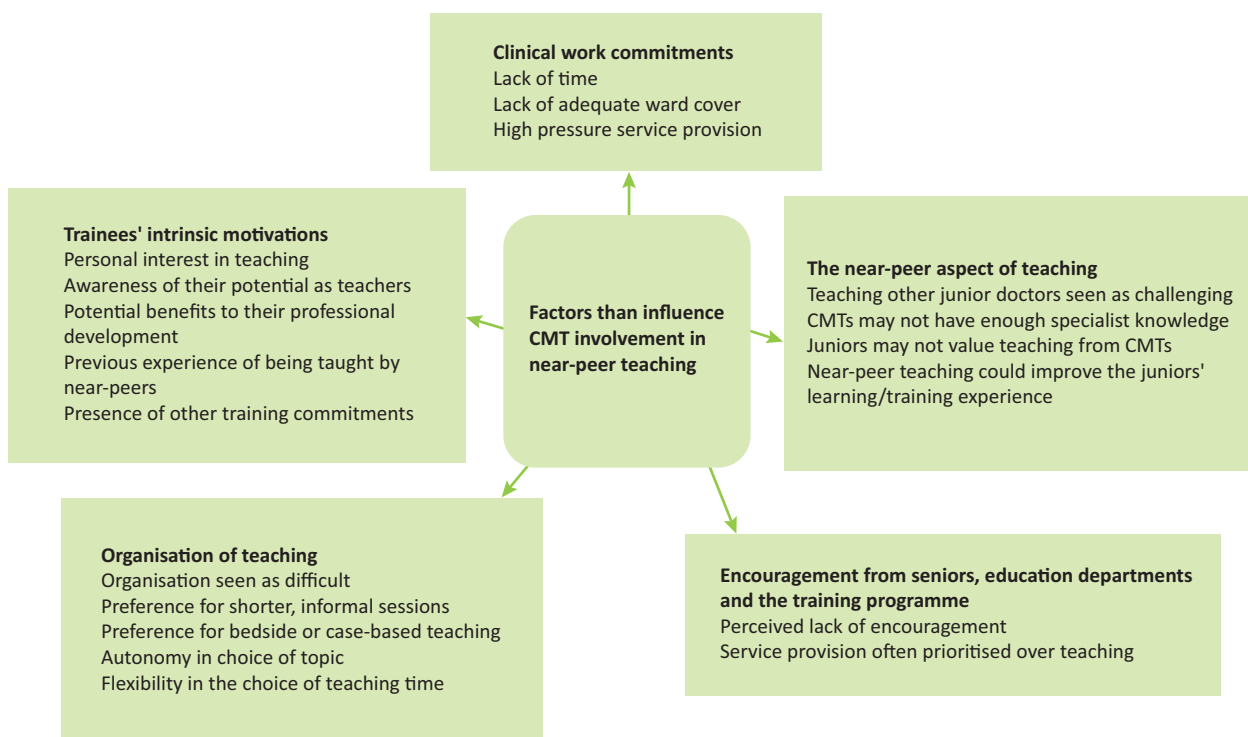 Clinical work commitments
Lack of time
Lack of adequate ward cover
High pressure service provision
Trainees' intrinsic motivations
Personal interest in teaching
Awareness of their potential as teachers
Potential benefits to their professional
development
Previous experience of being taught by
near-peers
Presence of other training commitments
Factors than influence
CMT involvement in
near-peer teaching
The near-peer aspect of teaching
Teaching other junior doctors seen as challenging
CMTs may not have enough specialist knowledge
Juniors may not value teaching from CMTs
Near-peer teaching could improve the juniors'
learning/training experience
Organisation of teaching
Organisation seen as difficult
Preference for shorter, informal sessions
Preference for bedside or case-based teaching
Autonomy in choice of topic
Flexibility in the choice of teaching time
Encouragement from seniors, education departments
and the training programme
Perceived lack of encouragement
Service provision often prioritised over teaching